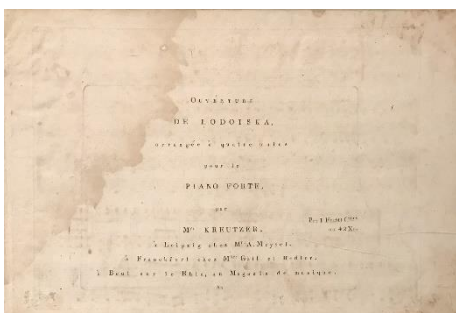 OUVERTURE
DE LODOISKA,
arrangée à quatre mains
pour le
PIANO FORTE,
par
Mr. KREUTZER,
à Leipzig chez Mr. A. Meysel,
à Francfort chez Mrs. Gail et Hedler,
à Bonn sur le Rhin, au Magazin de musique.